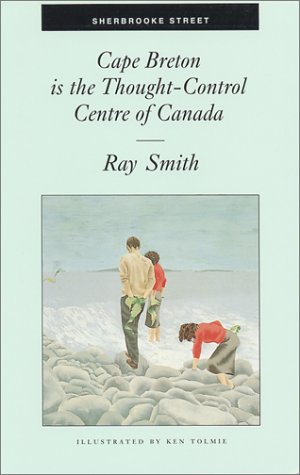 SHERBROOKE STREET
Cape Breton
is the Thought-Control
Centre of Canada
Ray Smith
ILLUSTRATED BY KEN TOLMIE